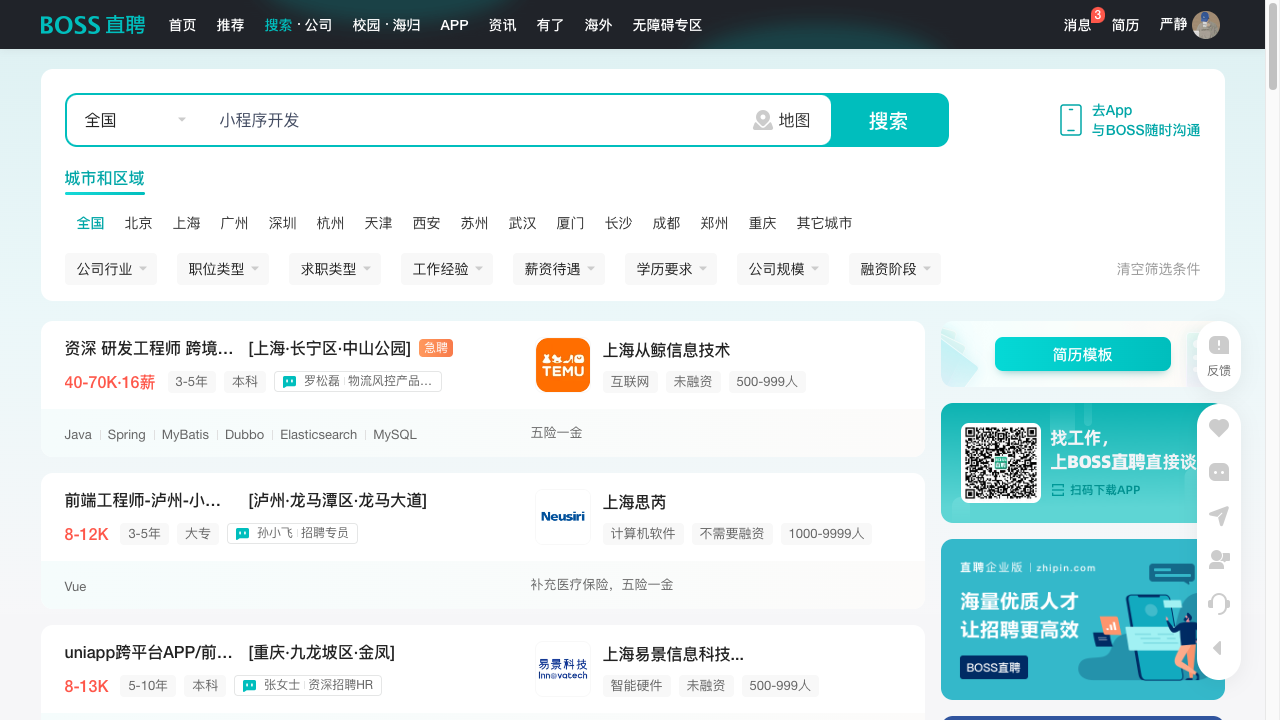 BOSS 直聘 首页 推荐 搜索 · 公司 校园 · 海归 APP 资讯 有了 海外 无障碍专区 消息 3 简历 严静
全国 小程序开发 地图 搜索
去App
与BOSS随时沟通
城市和区域
全国 北京 上海 广州 深圳 杭州 天津 西安 苏州 武汉 厦门 长沙 成都 郑州 重庆 其它城市
公司行业 职位类型 求职类型 工作经验 薪资待遇 学历要求 公司规模 融资阶段 清空筛选条件
资深 研发工程师 跨境... [上海·长宁区·中山公园] 急聘
40-70K·16薪 3-5年 本科 罗松磊 物流风控产品...
TEMU
上海从鲸信息技术
互联网 未融资 500-999人
Java Spring MyBatis Dubbo Elasticsearch MySQL
五险一金
前端工程师-泸州-小... [泸州·龙马潭区·龙马大道]
8-12K 3-5年 大专 孙小飞 招聘专员
Neusiri
上海思芮
计算机软件 不需要融资 1000-9999人
Vue
补充医疗保险，五险一金
uniapp跨平台APP/前... [重庆·九龙坡区·金凤]
8-13K 5-10年 本科 张女士 资深招聘HR
易景科技
Innovatech
上海易景信息科技...
智能硬件 未融资 500-999人
简历模板
反馈
直聘
找工作，
上BOSS直聘直接谈
扫码下载APP
直聘企业版 zhipin.com
海量优质人才
让招聘更高效
BOSS直聘